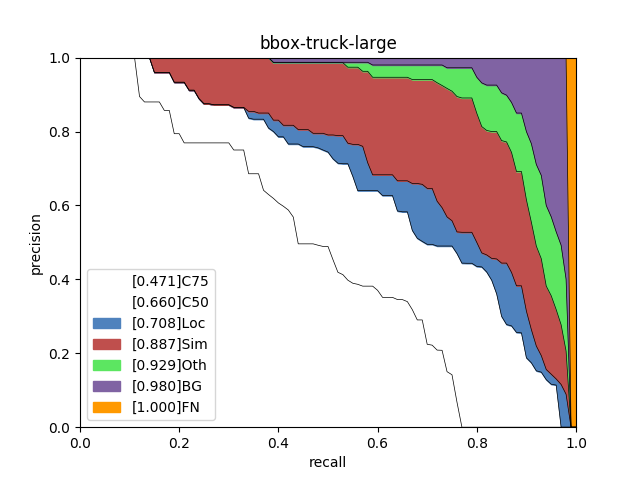 bbox-truck-large
1.0
0.8
0.6
0.4
0.2
0.0
precision
[0.471]C75
[0.660]C50
[0.708]Loc
[0.887]Sim
[0.929]Oth
[0.980]BG
[1.000]FN
0.0 0.2 0.4 0.6 0.8 1.0
recall